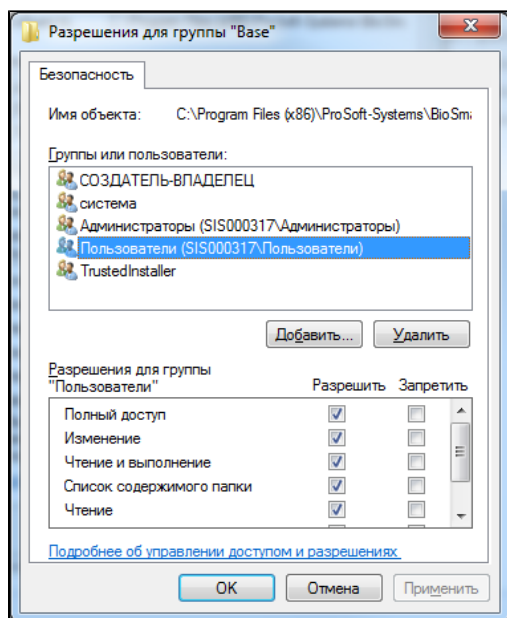 Разрешения для группы "Base"
Безопасность
Имя объекта: C:\Program Files (x86)\ProSoft-Systems\BioSma
Группы или пользователи:
СОЗДАТЕЛЬ-ВЛАДЕЛЕЦ
система
Администраторы (SIS000317\Администраторы)
Пользователи (SIS000317\Пользователи)
TrustedInstaller
Добавить... Удалить
Разрешения для группы
"Пользователи" Разрешить Запретить
Полный доступ
Изменение
Чтение и выполнение
Список содержимого папки
Чтение
Подробнее об управлении доступом и разрешениях
OK Отмена Применить